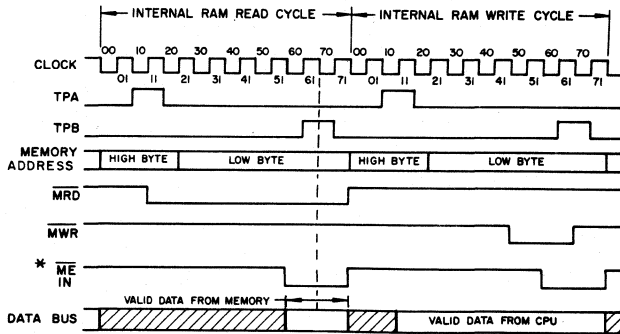 INTERNAL RAM READ CYCLE INTERNAL RAM WRITE CYCLE
00 10 20 30 40 50 60 70 00 10 20 30 40 50 60 70
CLOCK
01 11 21 31 41 51 61 71 01 11 21 31 41 51 61 71
TPA
TPB
MEMORY ADDRESS HIGH BYTE LOW BYTE HIGH BYTE LOW BYTE
MRD
MWR
* ME
IN
VALID DATA FROM MEMORY
DATA BUS VALID DATA FROM CPU